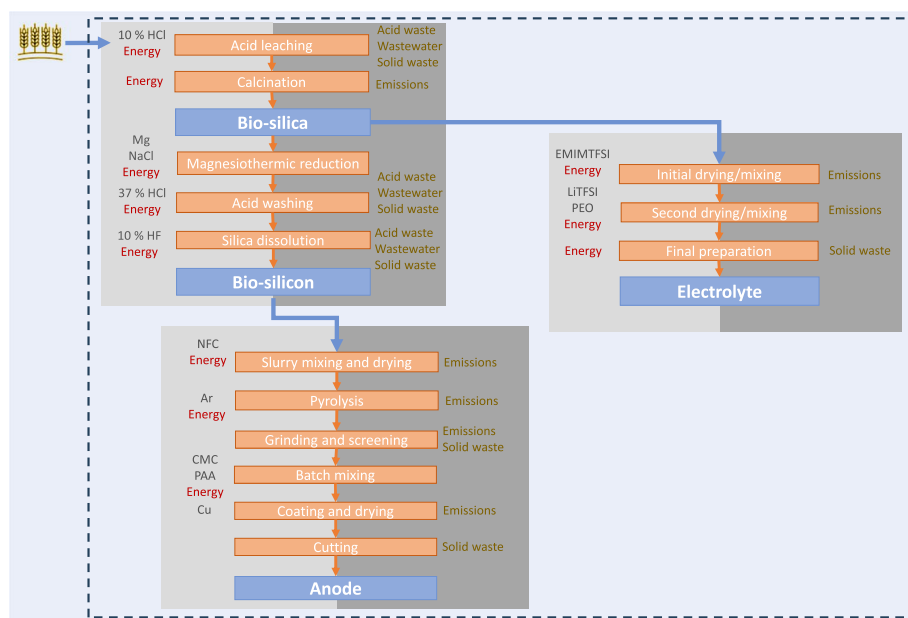 10 % HCl
Energy
Acid leaching
Acid waste
Wastewater
Solid waste
Energy
Calcination
Emissions
Bio-silica
Mg
NaCl
Energy
Magnesiothermic reduction
37 % HCl
Energy
Acid washing
Acid waste
Wastewater
Solid waste
10 % HF
Energy
Silica dissolution
Acid waste
Wastewater
Solid waste
Bio-silicon
EMIMTFSI
Energy
Initial drying/mixing
Emissions
LiTFSI
PEO
Energy
Second drying/mixing
Emissions
Energy
Final preparation
Solid waste
Electrolyte
NFC
Energy
Slurry mixing and drying
Emissions
Ar
Energy
Pyrolysis
Emissions
Grinding and screening
Emissions
Solid waste
CMC
PAA
Energy
Batch mixing
Cu
Coating and drying
Emissions
Cutting
Solid waste
Anode